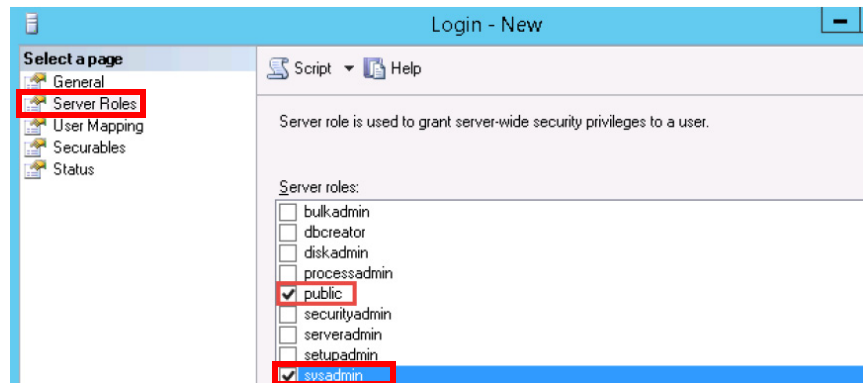 Login - New
Select a page
General
Server Roles
User Mapping
Securables
Status
Script Help
Server role is used to grant server-wide security privileges to a user.
Server roles:
bulkadmin
dbcreator
diskadmin
processadmin
public
securityadmin
serveradmin
setupadmin
sysadmin